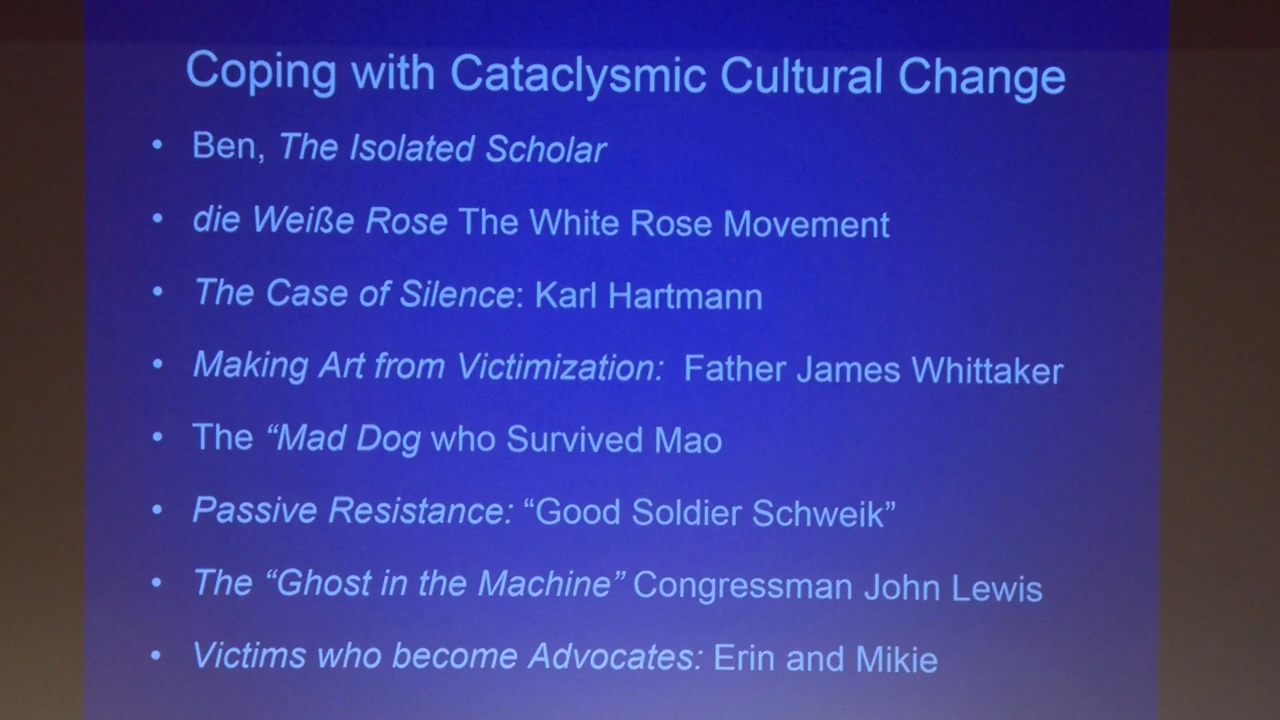 Coping with Cataclysmic Cultural Change
• Ben, The Isolated Scholar
• die Weiße Rose The White Rose Movement
• The Case of Silence: Karl Hartmann
• Making Art from Victimization: Father James Whittaker
• The “Mad Dog who Survived Mao
• Passive Resistance: “Good Soldier Schweik”
• The “Ghost in the Machine” Congressman John Lewis
• Victims who become Advocates: Erin and Mikie